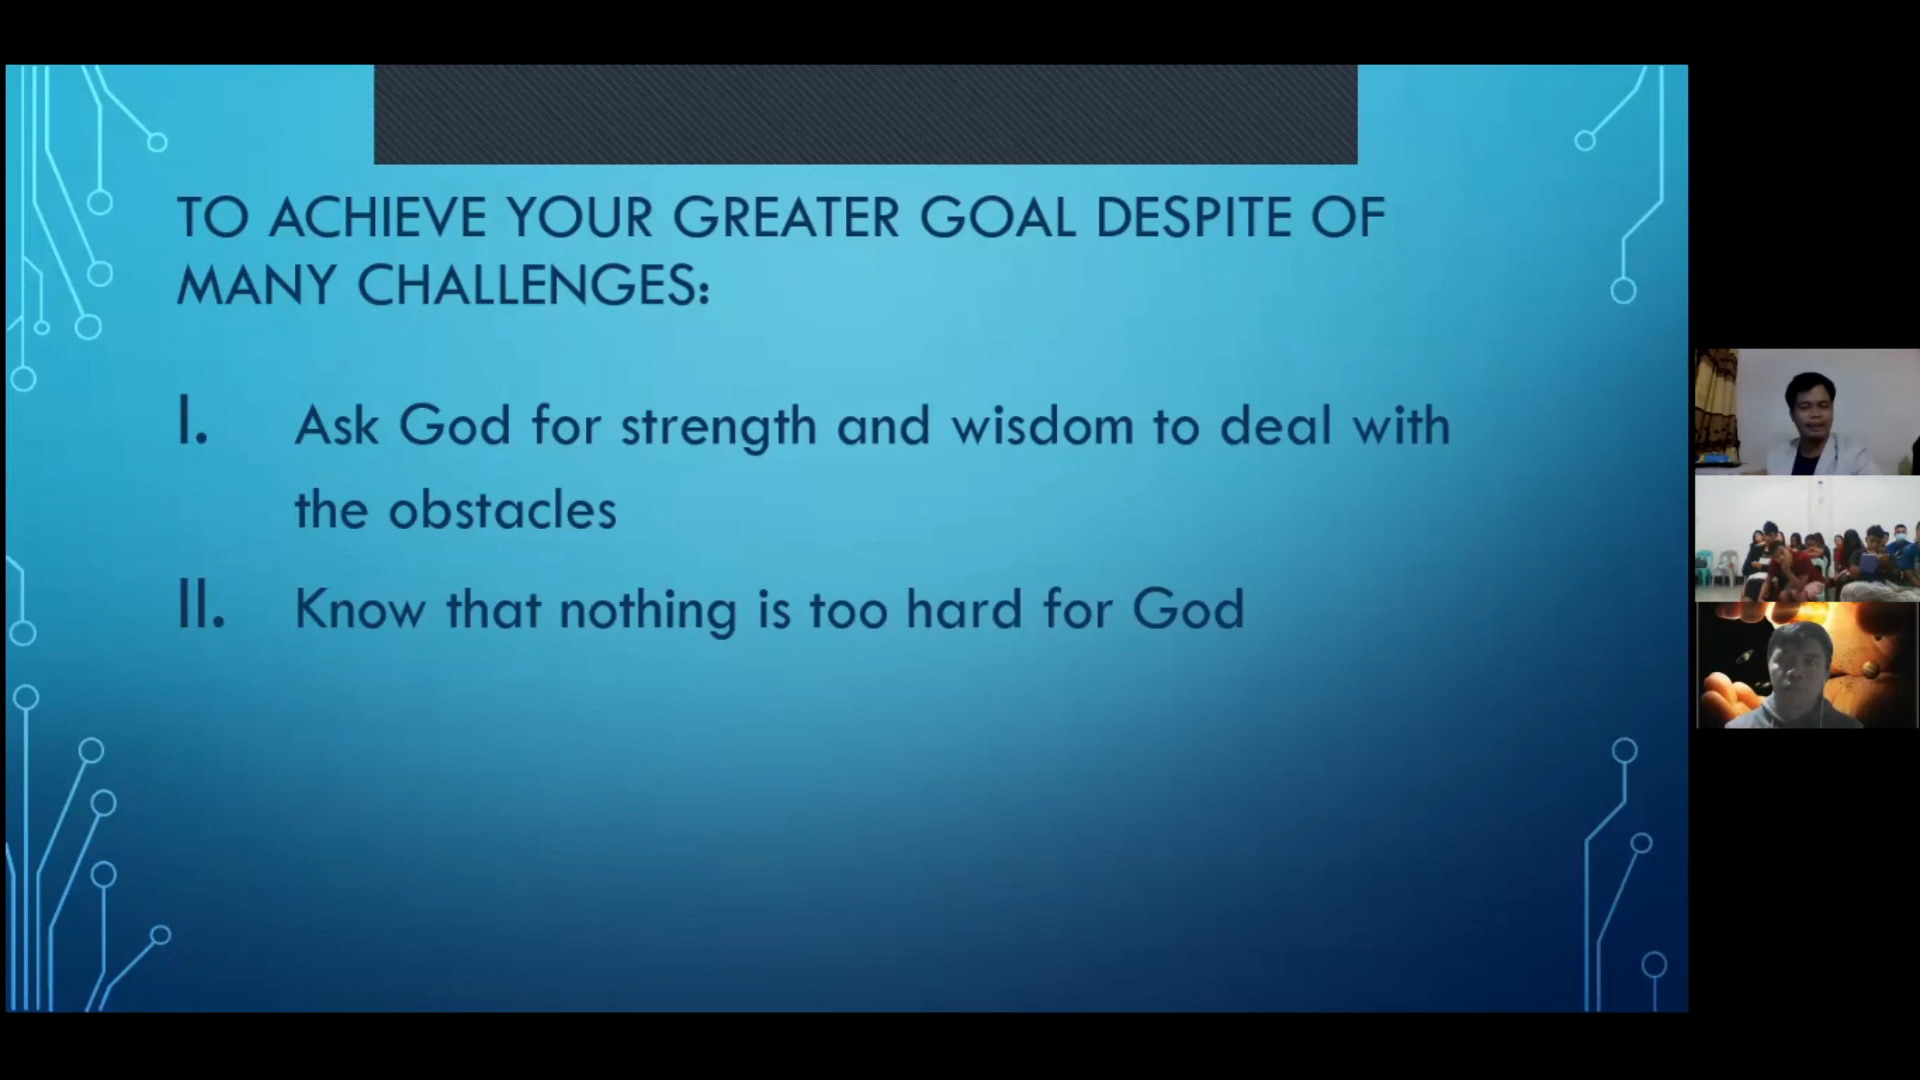 TO ACHIEVE YOUR GREATER GOAL DESPITE OF
MANY CHALLENGES:
I. Ask God for strength and wisdom to deal with
the obstacles
II. Know that nothing is too hard for God